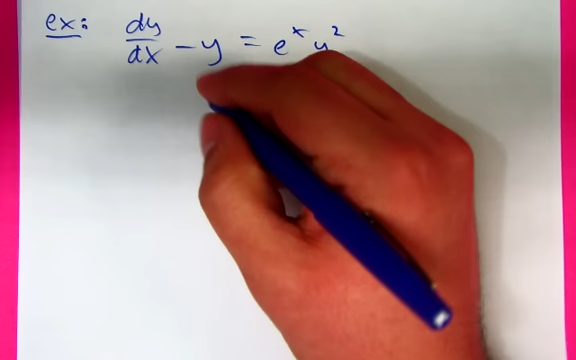 ex: dy/dx - y = e^x y^2